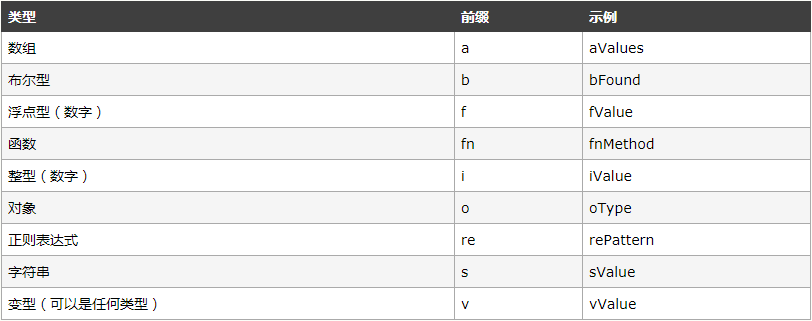 类型 前缀 示例
数组 a aValues
布尔型 b bFound
浮点型（数字） f fValue
函数 fn fnMethod
整型（数字） i iValue
对象 o oType
正则表达式 re rePattern
字符串 s sValue
变型（可以是任何类型） v vValue